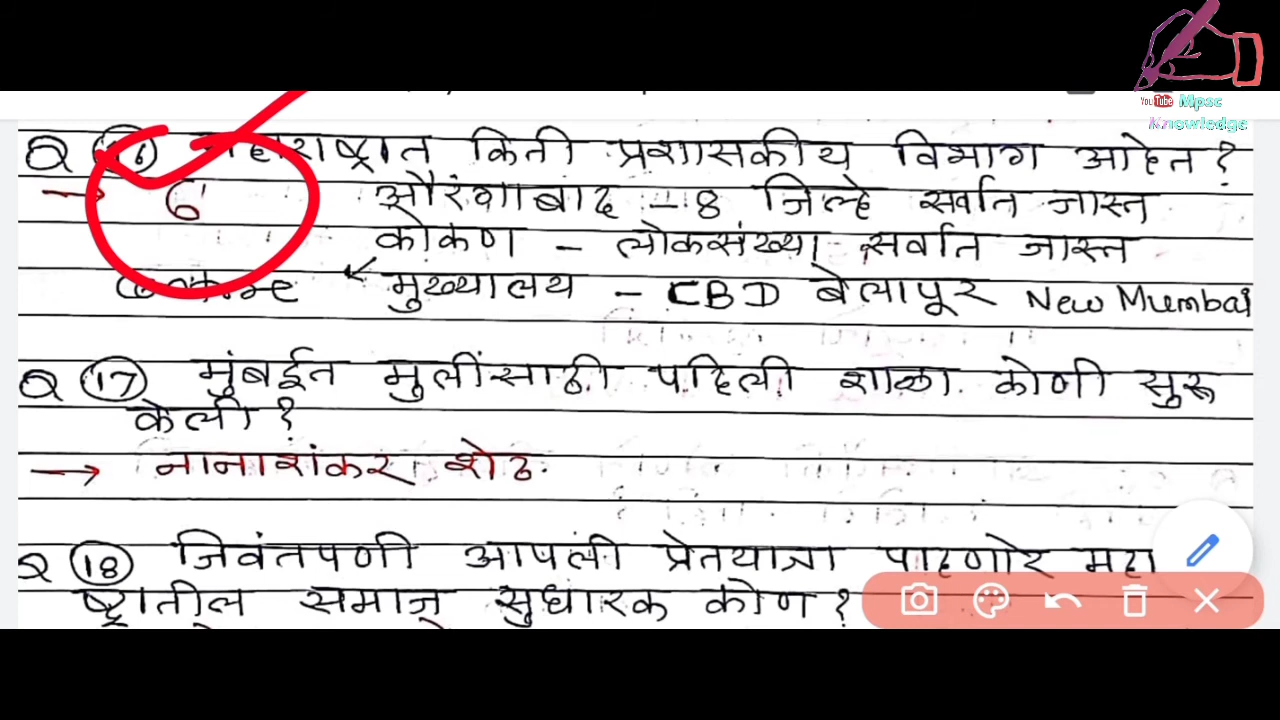 YouTube Mpsc
Knowledge
Q 16 महाराष्ट्रात किती प्रशासकीय विभाग आहेत?
→ 6 औरंगाबाद - 8 जिल्हे सर्वात जास्त
कोकण - लोकसंख्या सर्वात जास्त
मुख्यालय - CBD बेलापूर New Mumbai
Q 17 मुंबईत मुलींसाठी पहिली शाळा कोणी सुरू
केली?
→ नानाशंकर शेठ.
Q 18 जिवंतपणी आपली प्रेतयात्रा पाहणारे महा
ष्ट्रातील समाज सुधारक कोण?